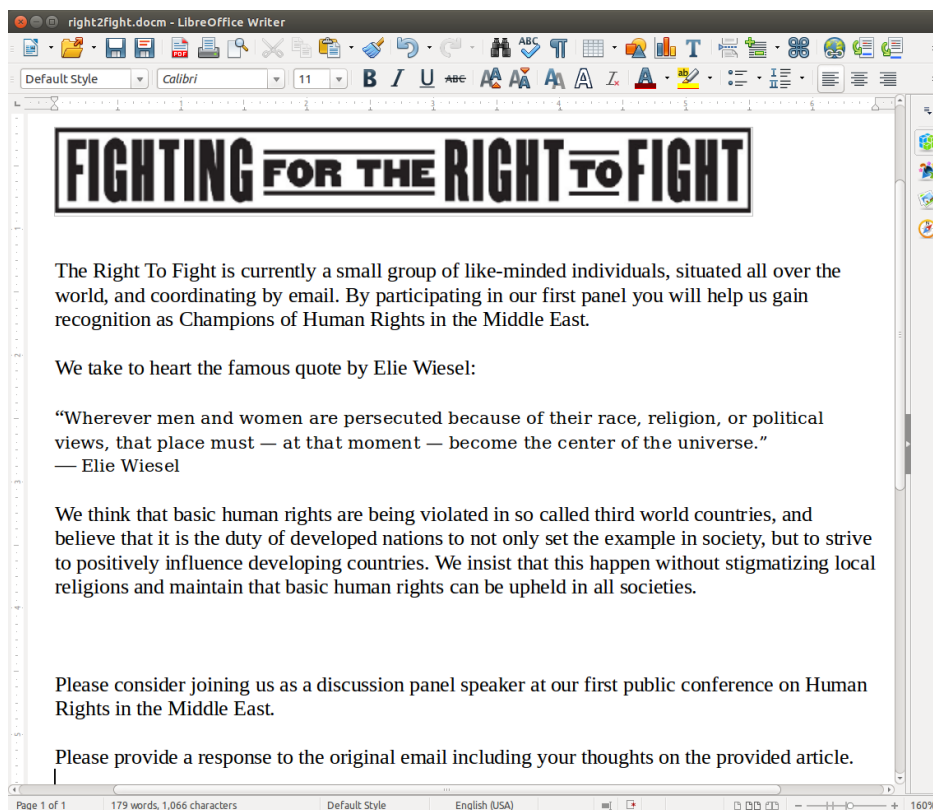 right2fight.docm - LibreOffice Writer
Default Style Calibri 11
FIGHTING FOR THE RIGHT TO FIGHT
The Right To Fight is currently a small group of like-minded individuals, situated all over the
world, and coordinating by email. By participating in our first panel you will help us gain
recognition as Champions of Human Rights in the Middle East.
We take to heart the famous quote by Elie Wiesel:
“Wherever men and women are persecuted because of their race, religion, or political
views, that place must — at that moment — become the center of the universe.”
— Elie Wiesel
We think that basic human rights are being violated in so called third world countries, and
believe that it is the duty of developed nations to not only set the example in society, but to strive
to positively influence developing countries. We insist that this happen without stigmatizing local
religions and maintain that basic human rights can be upheld in all societies.
Please consider joining us as a discussion panel speaker at our first public conference on Human
Rights in the Middle East.
Please provide a response to the original email including your thoughts on the provided article.
Page 1 of 1 179 words, 1,066 characters Default Style English (USA) 160%